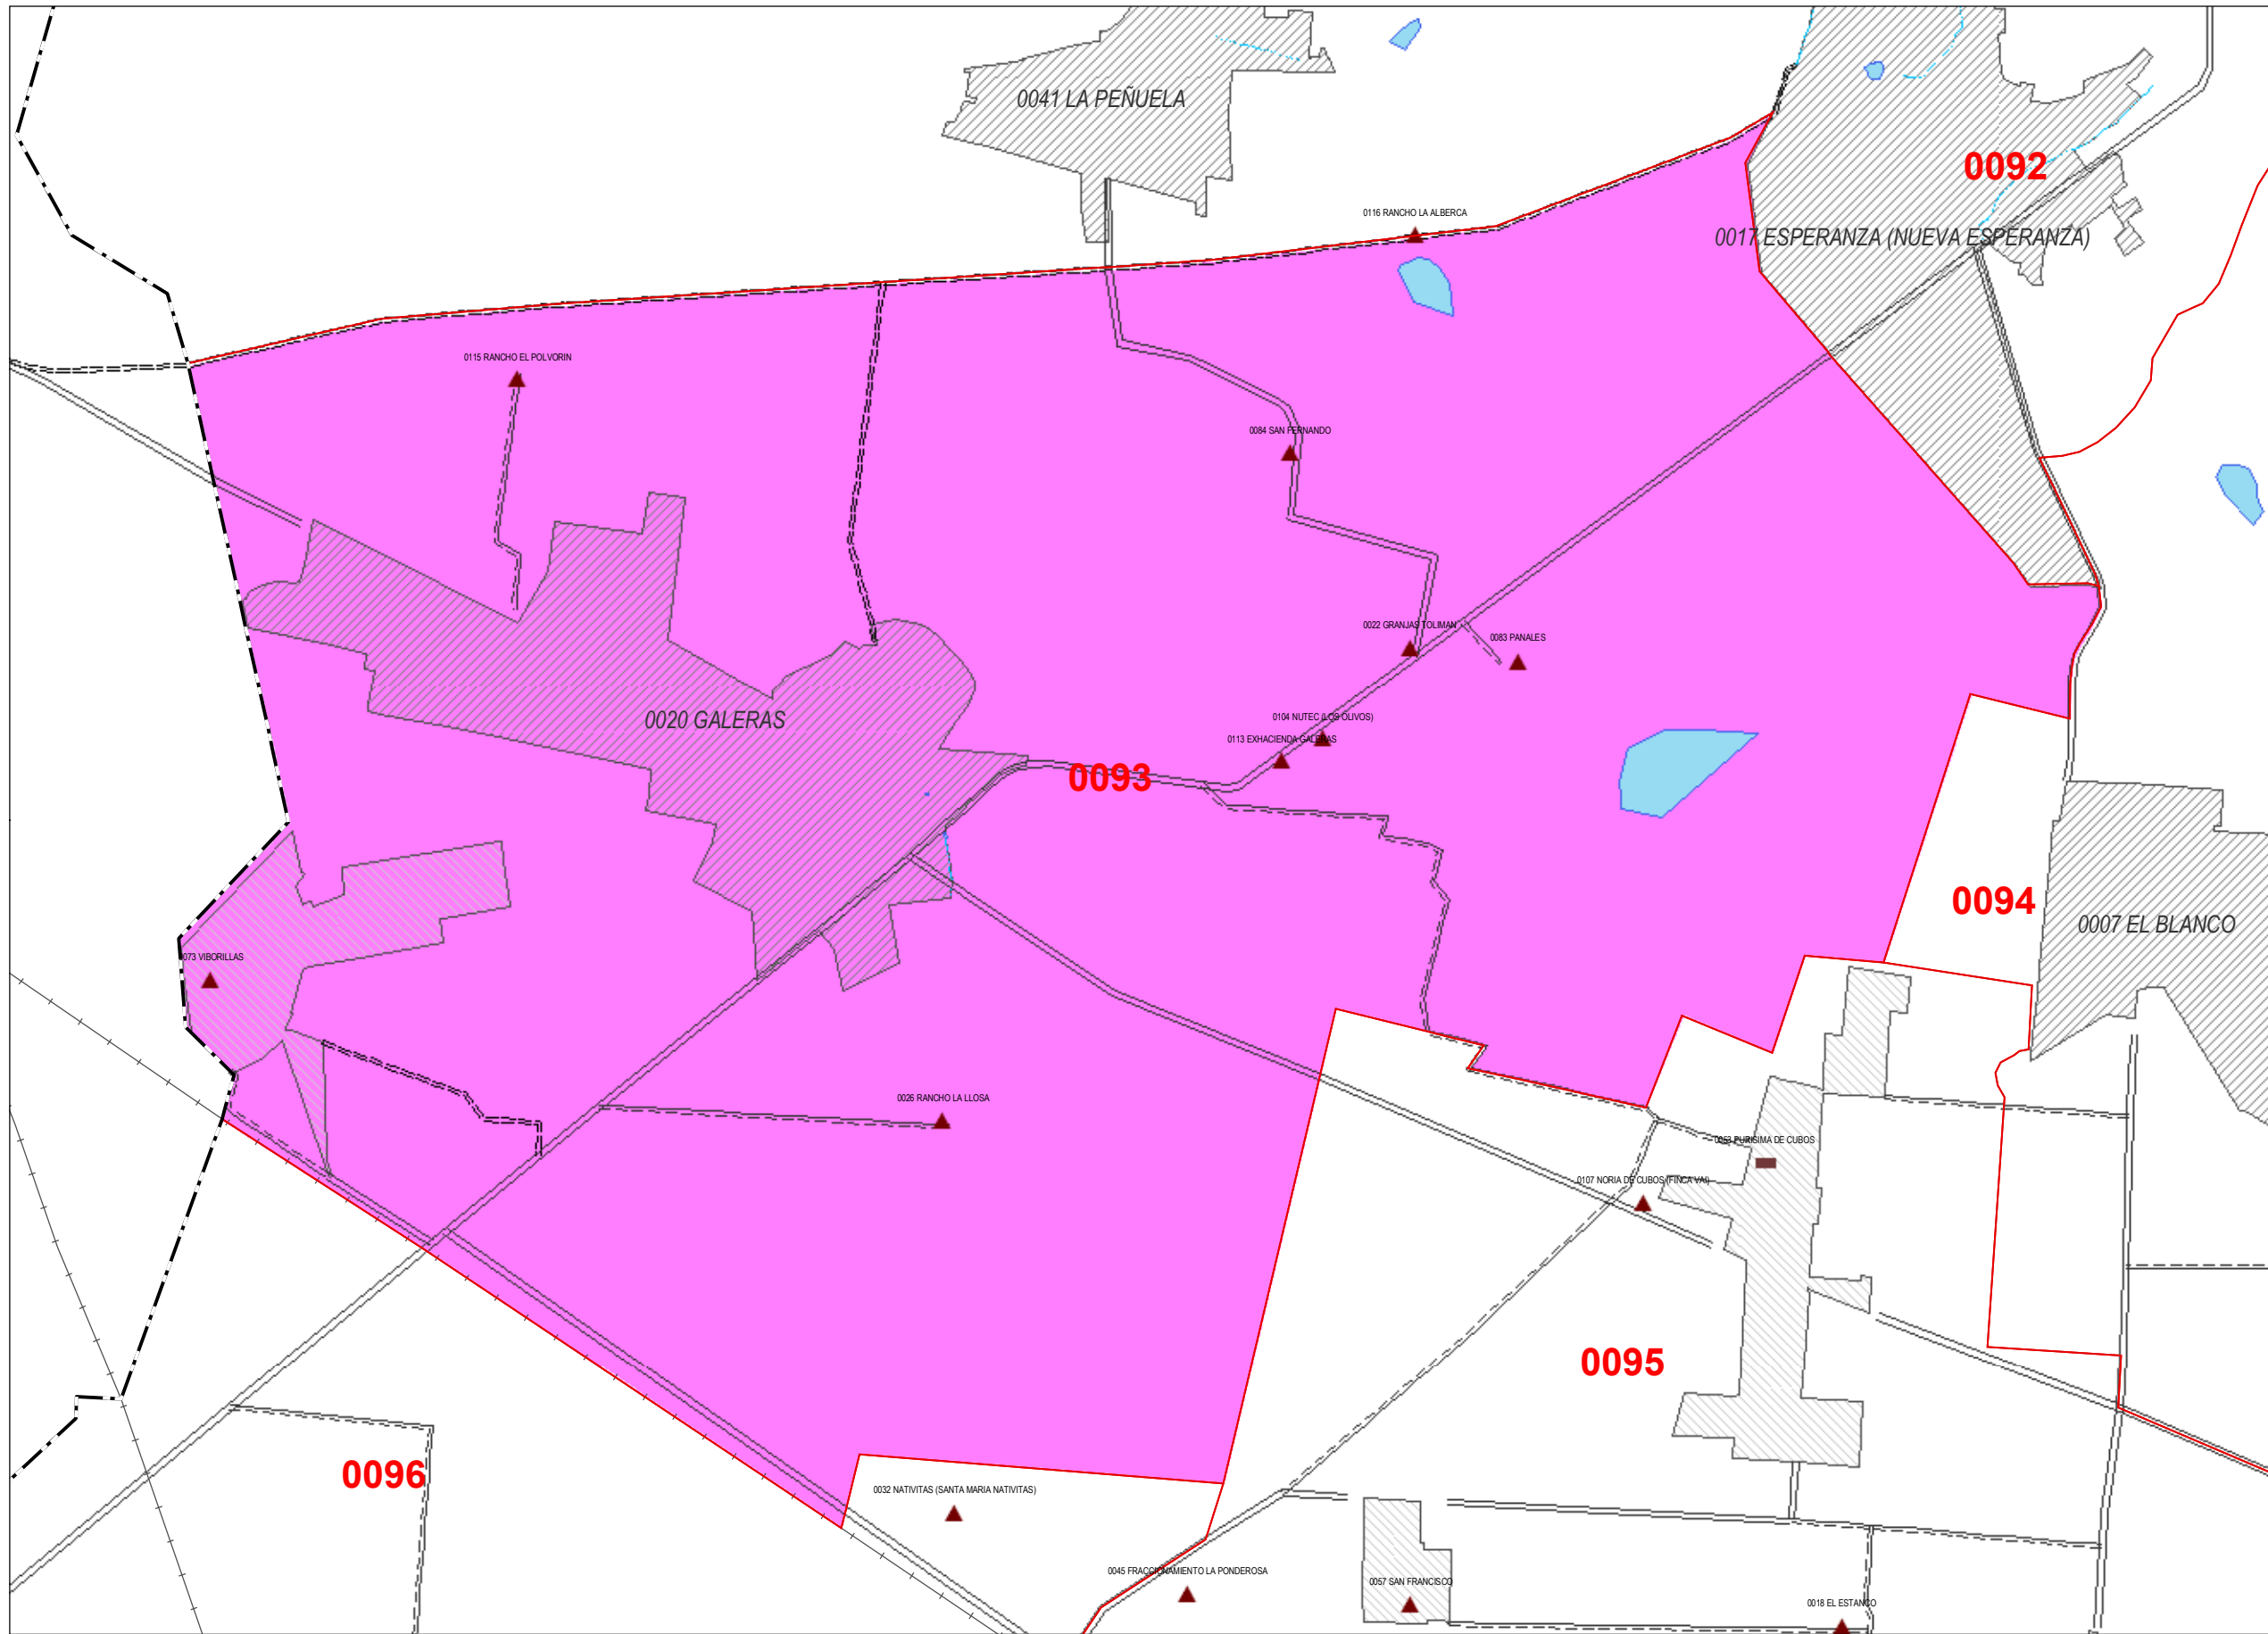 0041 LA PEÑUELA
0092
0116 RANCHO LA ALBERCA
0017 ESPERANZA (NUEVA ESPERANZA)
0115 RANCHO EL POLVORIN
0084 SAN FERNANDO
0022 GRANJAS TOLIMAN
0083 PANALES
0020 GALERAS
0104 NUTEC (LOS OLIVOS)
0113 EXHACIENDA GALERAS
0093
0094
0007 EL BLANCO
0073 VIBORILLAS
0026 RANCHO LA LLOSA
0053 PURISIMA DE CUBOS
0107 NORIA DE CUBOS (FINCA VAI)
0095
0096
0032 NATIVITAS (SANTA MARIA NATIVITAS)
0045 FRACCIONAMIENTO LA PONDEROSA
0057 SAN FRANCISCO
0018 EL ESTANCO